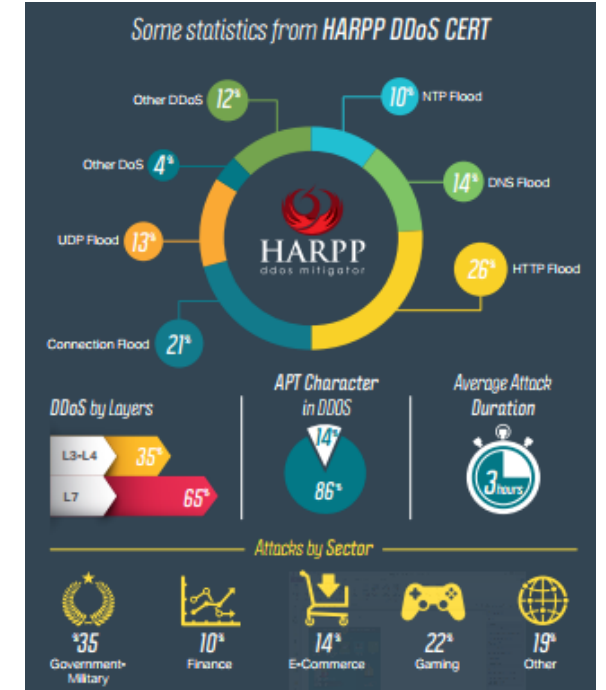 Some statistics from HARPP DDoS CERT
Other DDoS 12%
10% NTP Flood
Other DoS 4%
14% DNS Flood
UDP Flood 13%
HARPP
ddos mitigator
26% HTTP Flood
Connection Flood 21%
DDoS by Layers
L3-L4 35%
L7 65%
APT Character
in DDOS
14%
86%
Average Attack
Duration
3 hours
Attacks by Sector
%35
Government-
Military
10%
Finance
14%
E-Commerce
22%
Gaming
19%
Other